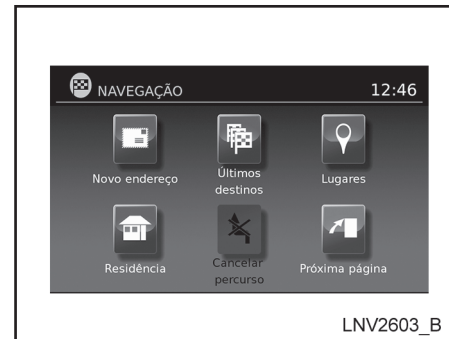 NAVEGAÇÃO 12:46
Novo endereço
Últimos
destinos
Lugares
Residência
Cancelar
percurso
Próxima página
LNV2603_B